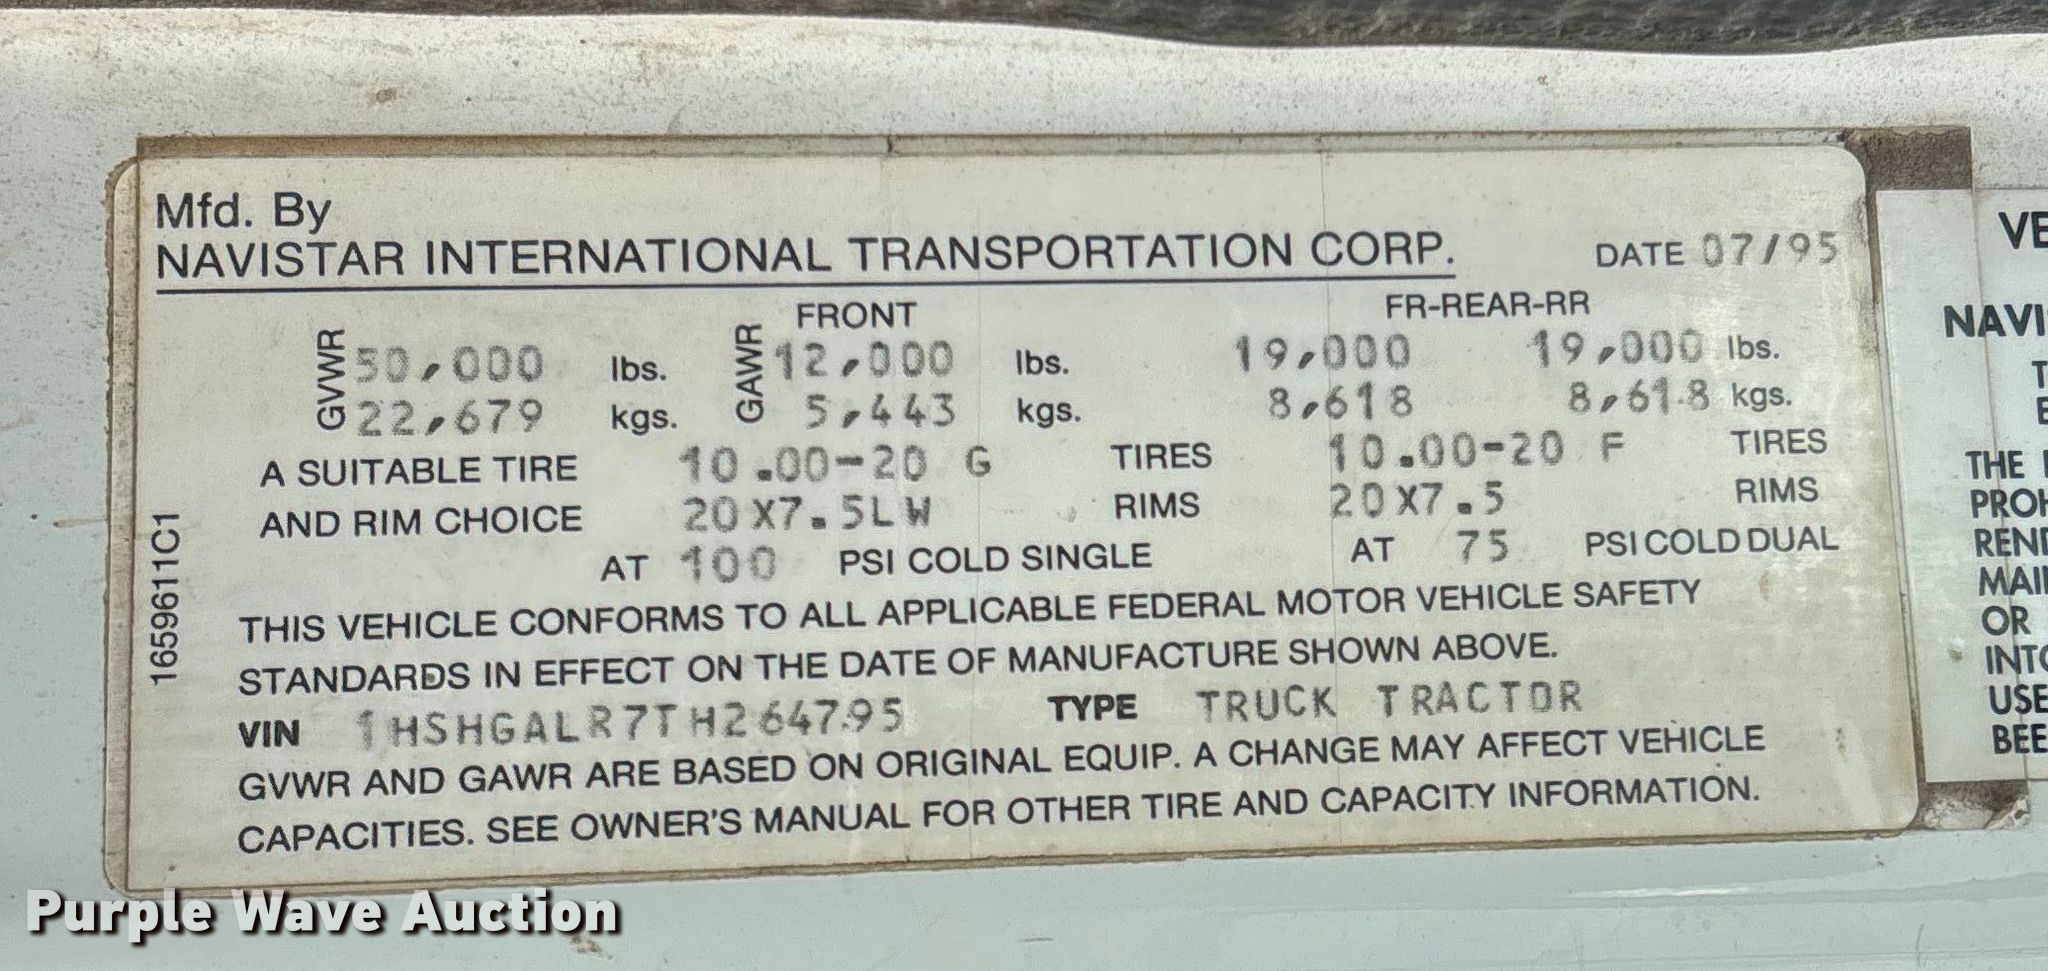 Mfd. By
NAVISTAR INTERNATIONAL TRANSPORTATION CORP. DATE 07/95
FRONT FR-REAR-RR
GVWR 50,000 lbs. GAWR 12,000 lbs. 19,000 19,000 lbs.
22,679 kgs. 5,443 kgs. 8,618 8,618 kgs.
A SUITABLE TIRE 10.00-20 G TIRES 10.00-20 F TIRES
AND RIM CHOICE 20X7.5LW RIMS 20X7.5 RIMS
AT 100 PSI COLD SINGLE AT 75 PSI COLD DUAL
THIS VEHICLE CONFORMS TO ALL APPLICABLE FEDERAL MOTOR VEHICLE SAFETY
STANDARDS IN EFFECT ON THE DATE OF MANUFACTURE SHOWN ABOVE.
VIN 1HSHGALR7TH264795 TYPE TRUCK TRACTOR
GVWR AND GAWR ARE BASED ON ORIGINAL EQUIP. A CHANGE MAY AFFECT VEHICLE
CAPACITIES. SEE OWNER'S MANUAL FOR OTHER TIRE AND CAPACITY INFORMATION.
1659611C1
THE
OR
Purple Wave Auction